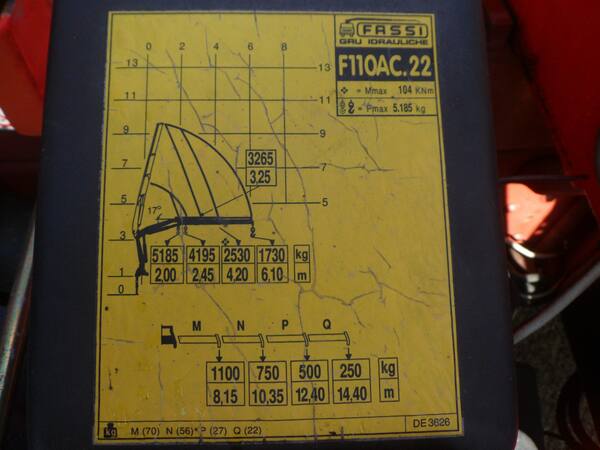 FASSI
GRU IDRAULICHE
F110AC.22
Mmax 104 KNm
= Pmax 5.185 kg
0 2 4 6 8
13 13
11 11
9 9
7 7
5
5
3
1
0
17°
3265
3,25
5185 4195 2530 1730 kg
2,00 2,45 4,20 6,10 m
M N P Q
1100 750 500 250 kg
8,15 10,35 12,40 14,40 m
kg M (70) N (56) P (27) Q (22) DE3626